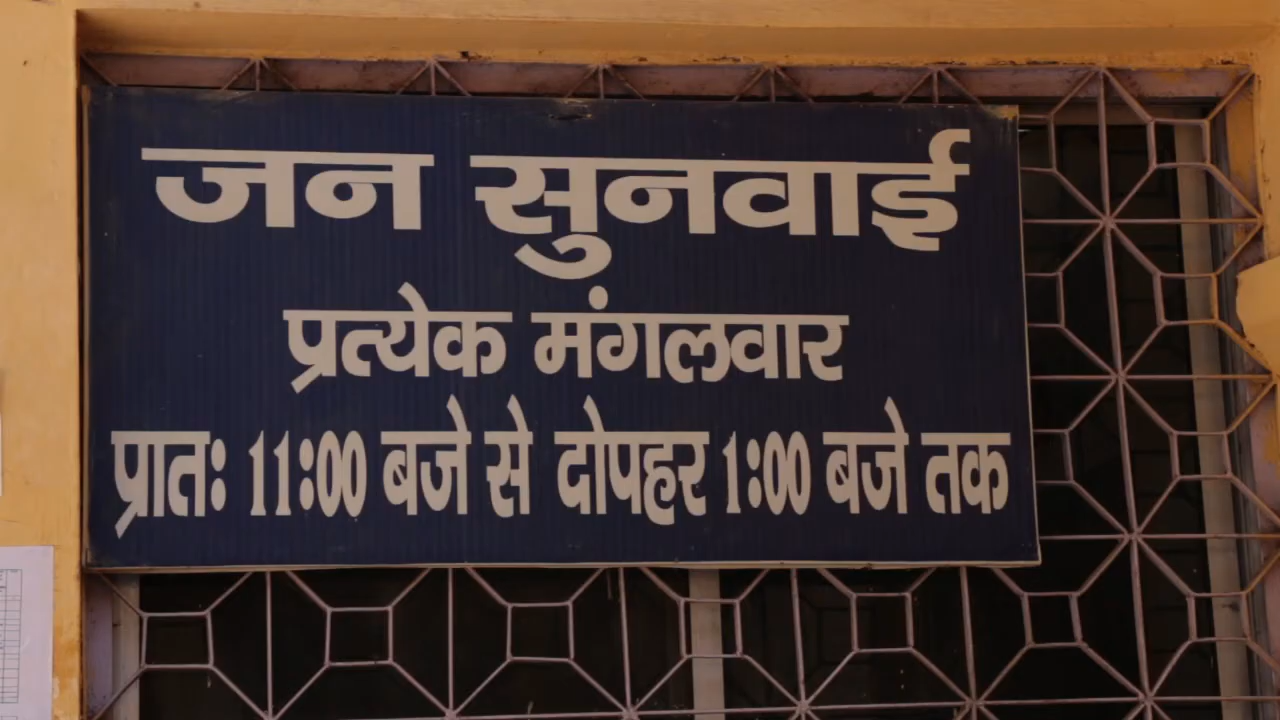 जन सुनवाई
प्रत्येक मंगलवार
प्रातः 11:00 बजे से दोपहर 1:00 बजे तक